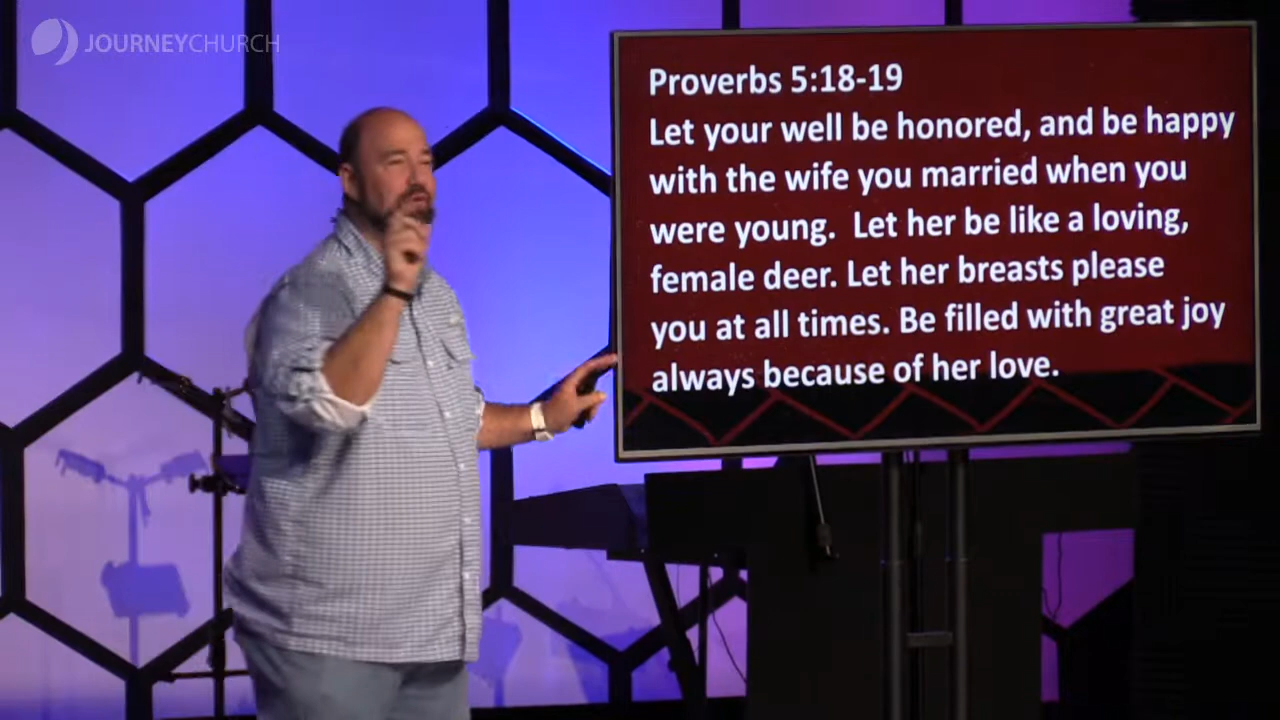 JOURNEYCHURCH
Proverbs 5:18-19
Let your well be honored, and be happy
with the wife you married when you
were young.  Let her be like a loving,
female deer. Let her breasts please
you at all times. Be filled with great joy
always because of her love.